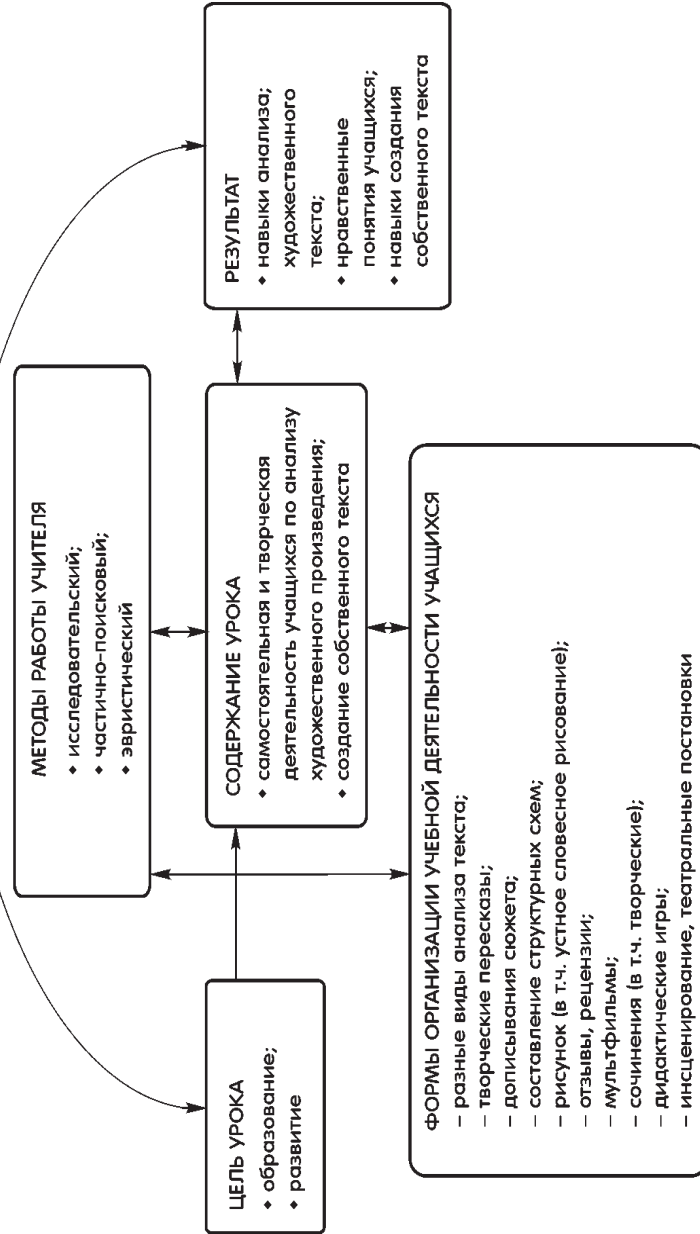 МЕТОДЫ РАБОТЫ УЧИТЕЛЯ
• исследовательский;
• частично-поисковый;
• эвристический
ЦЕЛЬ УРОКА
• образование;
• развитие
СОДЕРЖАНИЕ УРОКА
• самостоятельная и творческая
деятельность учащихся по анализу
художественного произведения;
• создание собственного текста
РЕЗУЛЬТАТ
• навыки анализа;
художественного
текста;
• нравственные
понятия учащихся;
• навыки создания
собственного текста
ФОРМЫ ОРГАНИЗАЦИИ УЧЕБНОЙ ДЕЯТЕЛЬНОСТИ УЧАЩИХСЯ
– разные виды анализа текста;
– творческие пересказы;
– дописывания сюжета;
– составление структурных схем;
– рисунок (в т.ч. устное словесное рисование);
– отзывы, рецензии;
– мультфильмы;
– сочинения (в т.ч. творческие);
– дидактические игры;
– инсценирование, театральные постановки